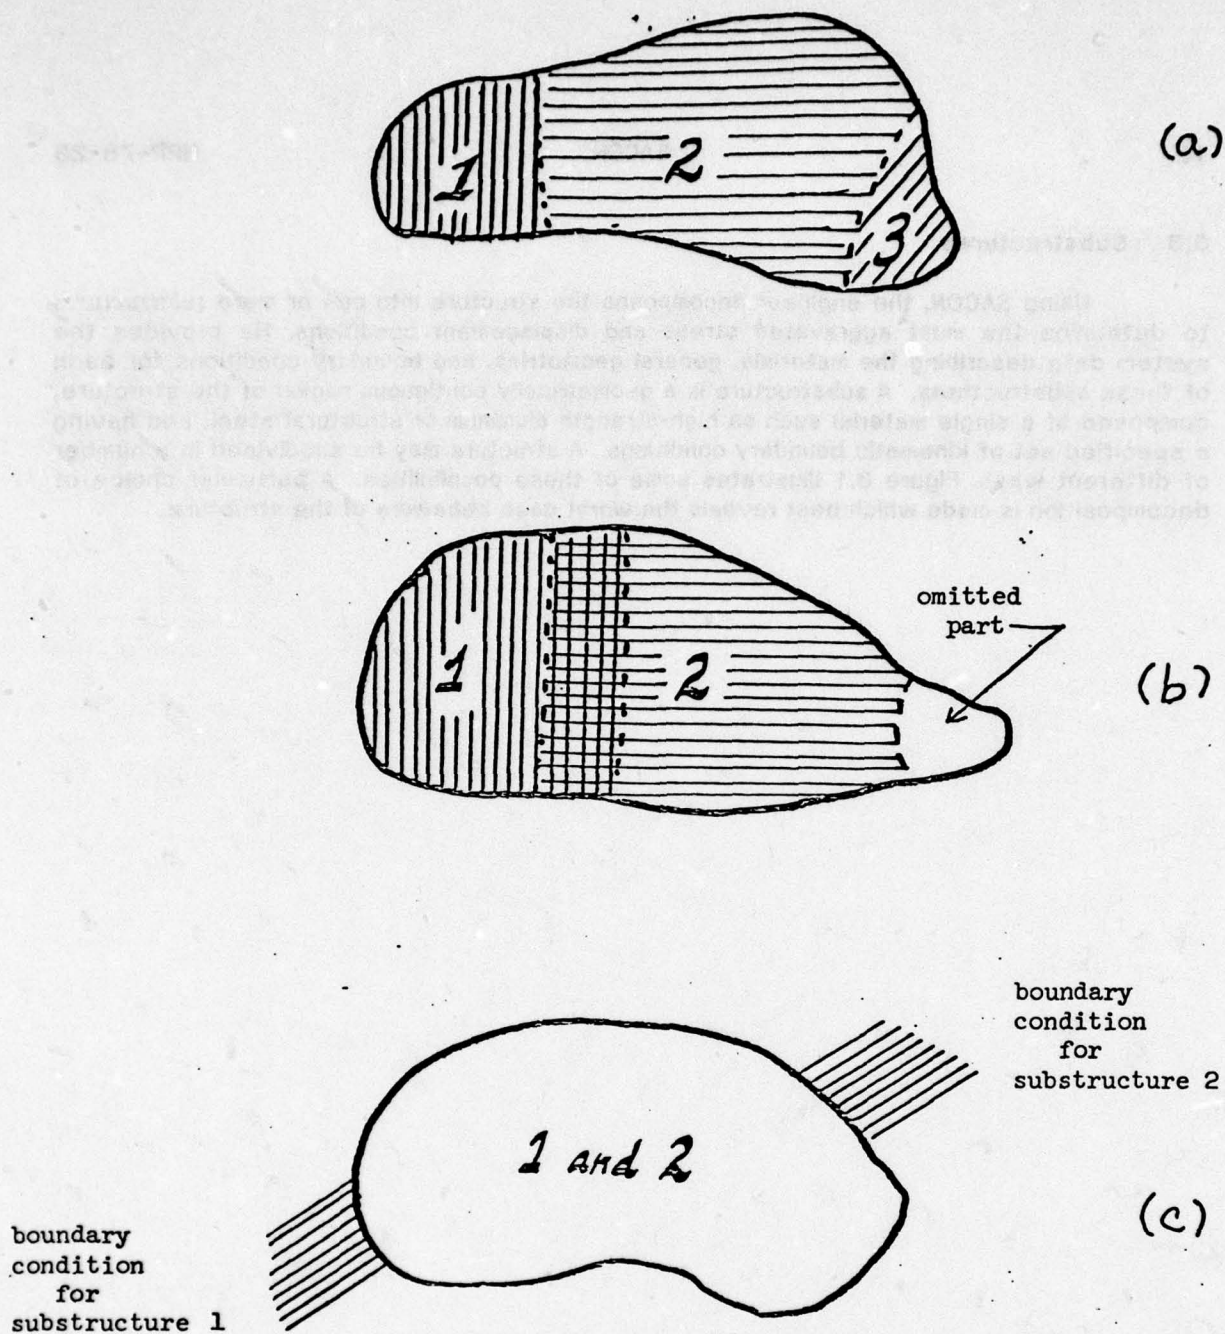 (a)
1
2
3
omitted
part
(b)
1
2
boundary
condition
for
substructure 2
1 and 2
(c)
boundary
condition
for
substructure 1